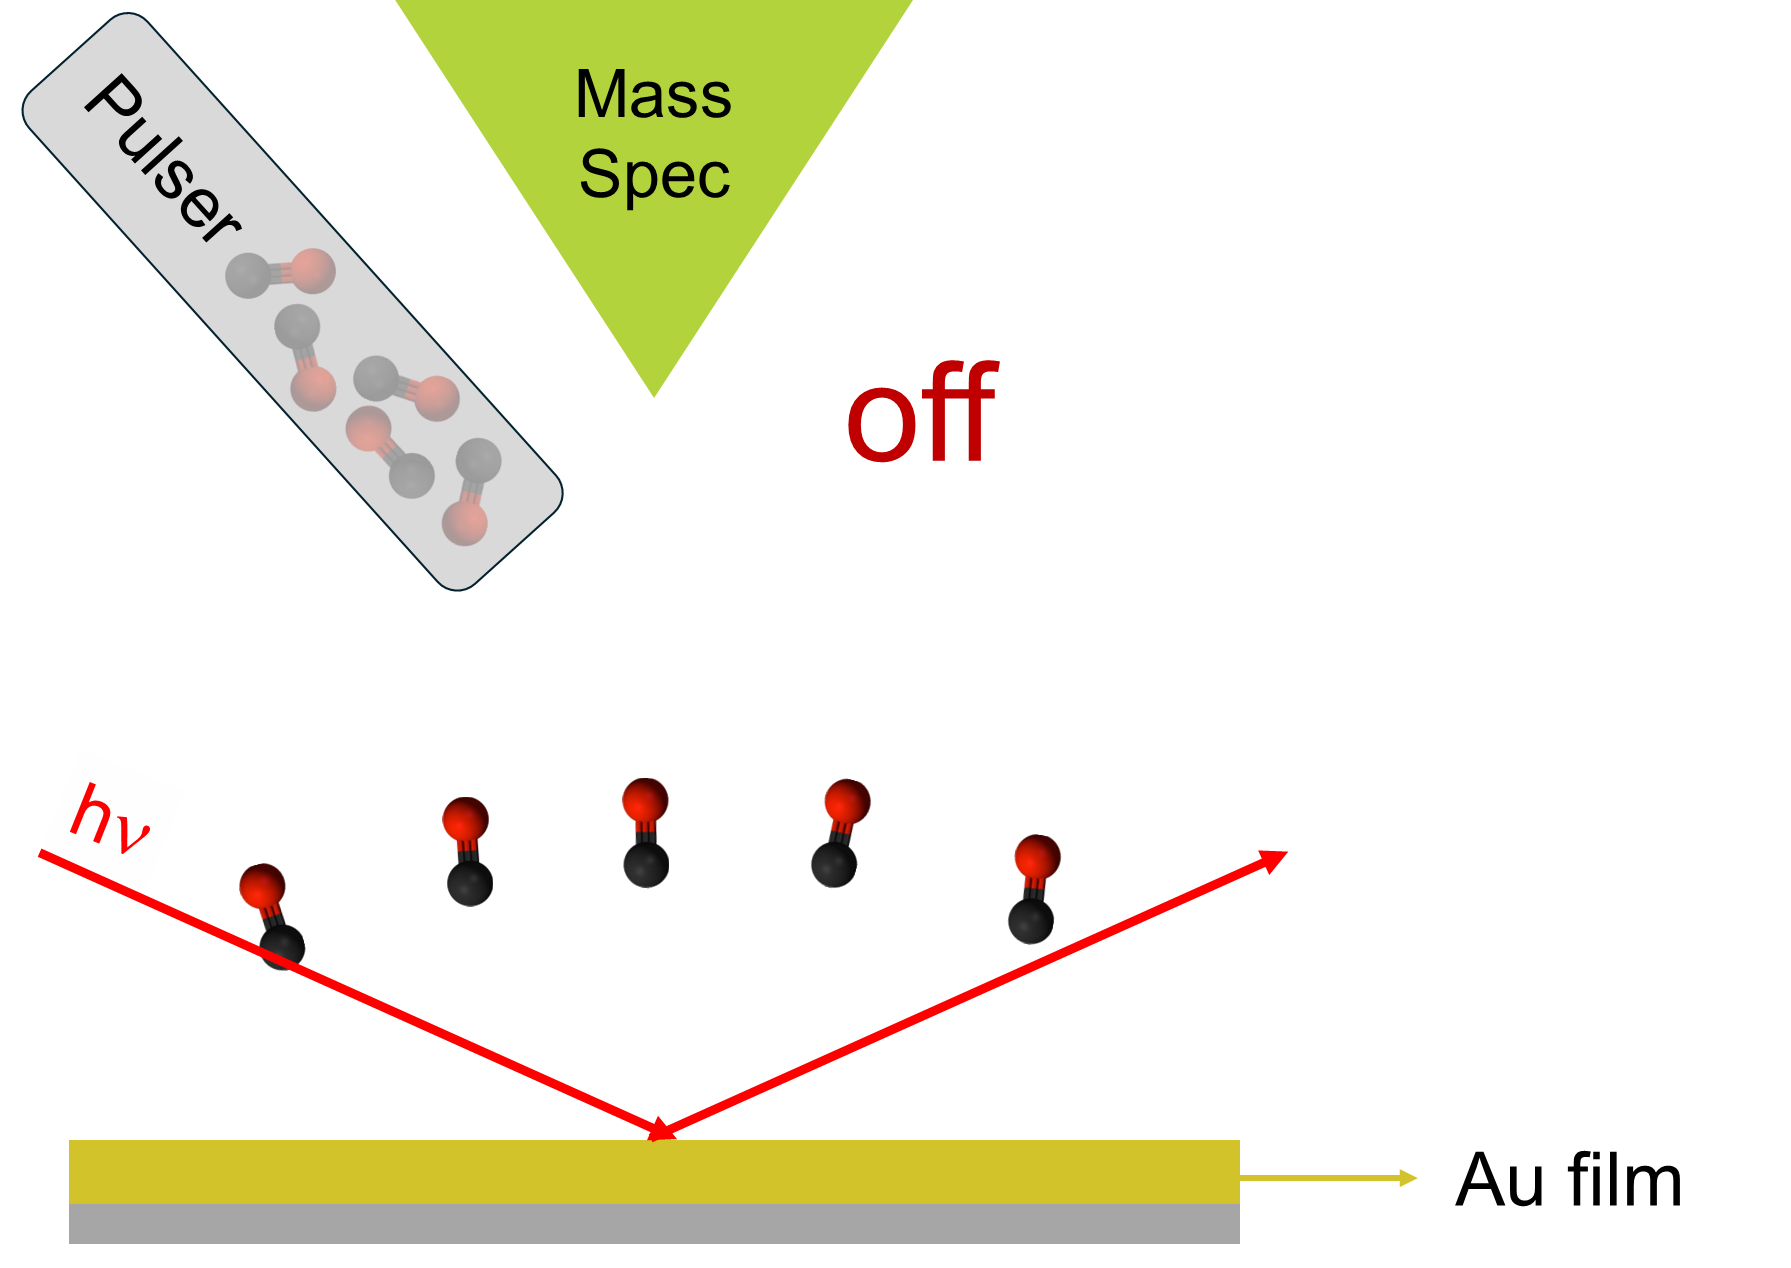 Pulser
Mass
Spec
off
hν
Au film